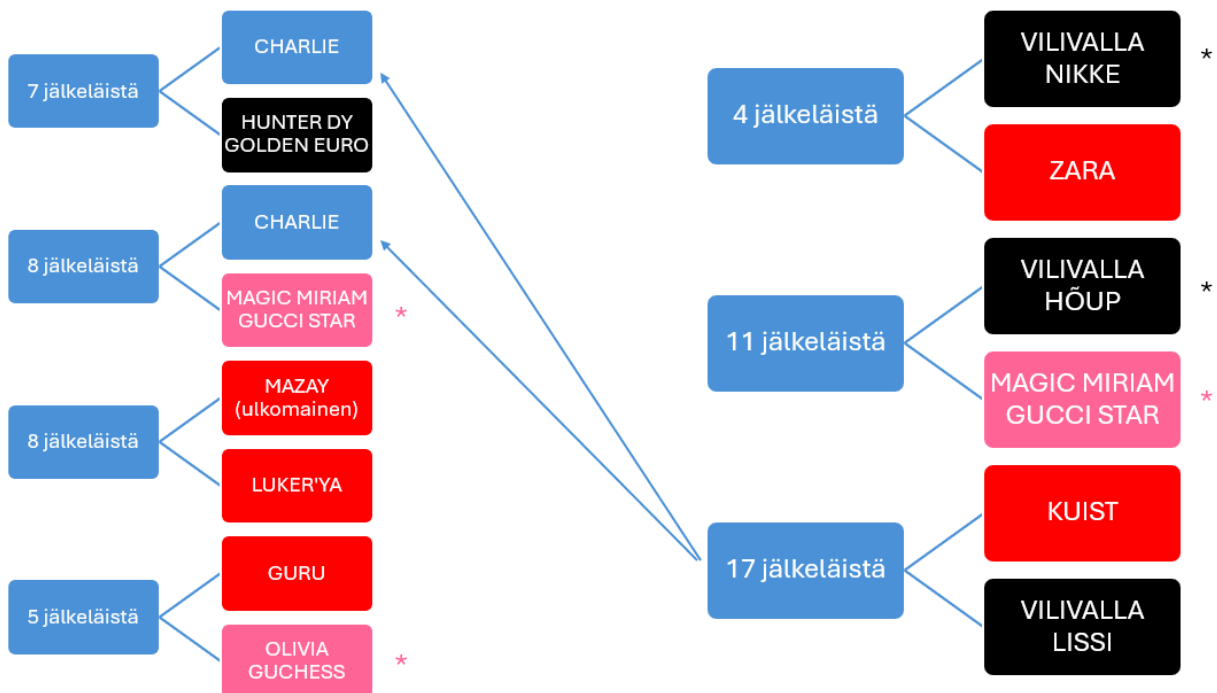 7 jälkeläistä
CHARLIE
HUNTER DY
GOLDEN EURO
8 jälkeläistä
CHARLIE
MAGIC MIRIAM
GUCCI STAR
*
8 jälkeläistä
MAZAY
(ulkomainen)
LUKER'YA
5 jälkeläistä
GURU
OLIVIA
GUCHESS
*
4 jälkeläistä
VILIVALLA
NIKKE
*
ZARA
11 jälkeläistä
VILIVALLA
HÕUP
*
MAGIC MIRIAM
GUCCI STAR
*
17 jälkeläistä
KUIST
VILIVALLA
LISSI